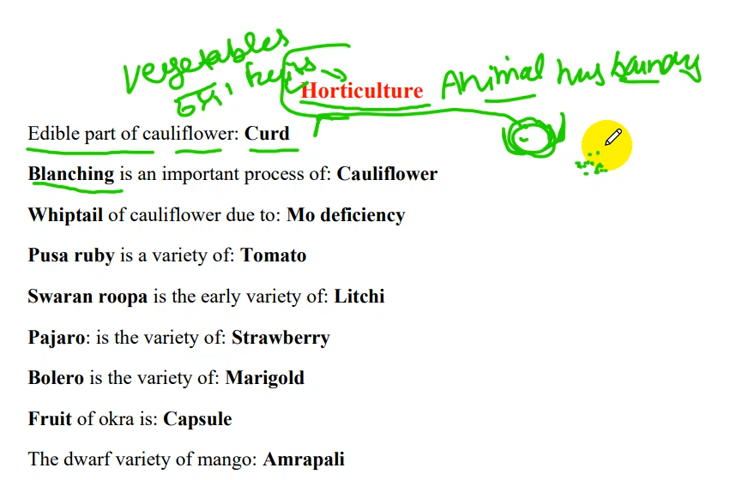 vegetables
फल, fruits
Horticulture
Animal husbandry
Edible part of cauliflower: Curd
Blanching is an important process of: Cauliflower
Whiptail of cauliflower due to: Mo deficiency
Pusa ruby is a variety of: Tomato
Swaran roopa is the early variety of: Litchi
Pajaro: is the variety of: Strawberry
Bolero is the variety of: Marigold
Fruit of okra is: Capsule
The dwarf variety of mango: Amrapali